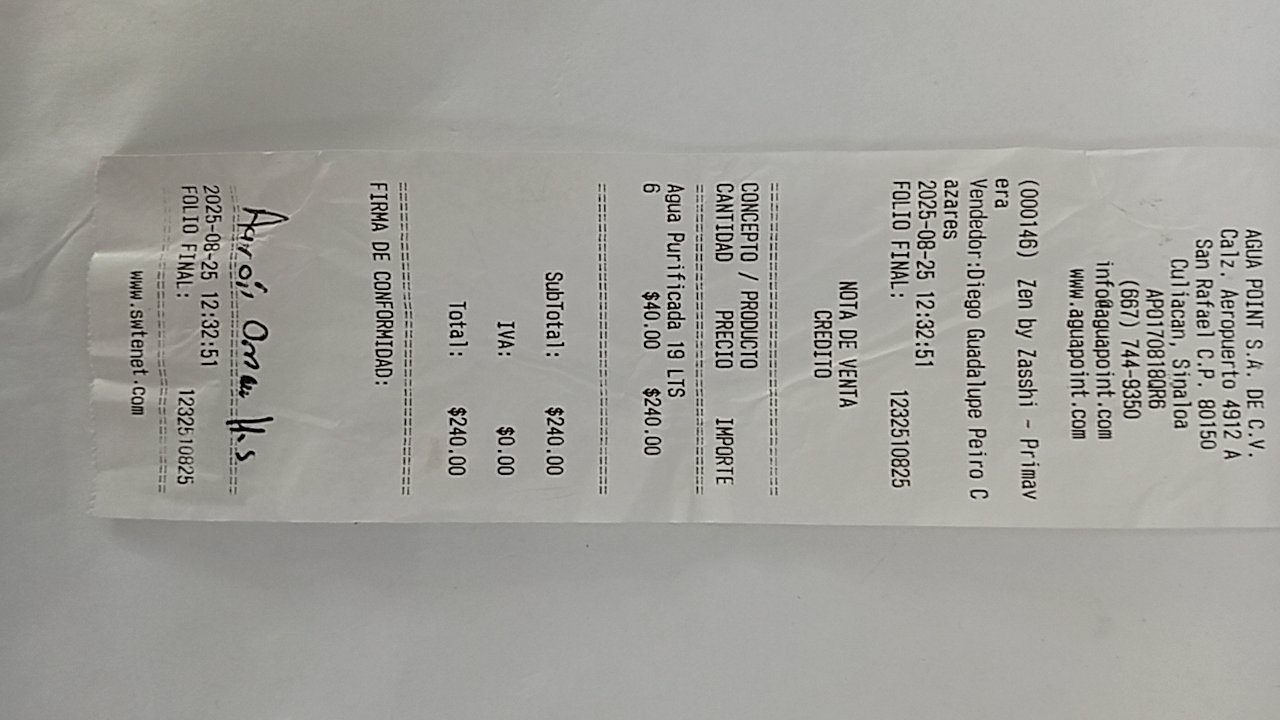 AGUA POINT S.A. DE C.V.
Calz. Aeropuerto 4912 A
San Rafael C.P. 80150
Culiacan, Sinaloa
APO170818QR6
(667) 744-9350
info@aguapoint.com
www.aguapoint.com
(000146) Zen by Zasshi - Primav
era
Vendedor:Diego Guadalupe Peiro C
azares
2025-08-25 12:32:51
FOLIO FINAL: 1232510825
NOTA DE VENTA
CREDITO
==============================
CONCEPTO / PRODUCTO
CANTIDAD PRECIO IMPORTE
==============================
Agua Purificada 19 LTS
6 $40.00 $240.00
==============================
SubTotal: $240.00
IVA: $0.00
Total: $240.00
==============================
FIRMA DE CONFORMIDAD:
Aarón Omar H.S
==============================
2025-08-25 12:32:51
FOLIO FINAL: 1232510825
==============================
www.swtenet.com